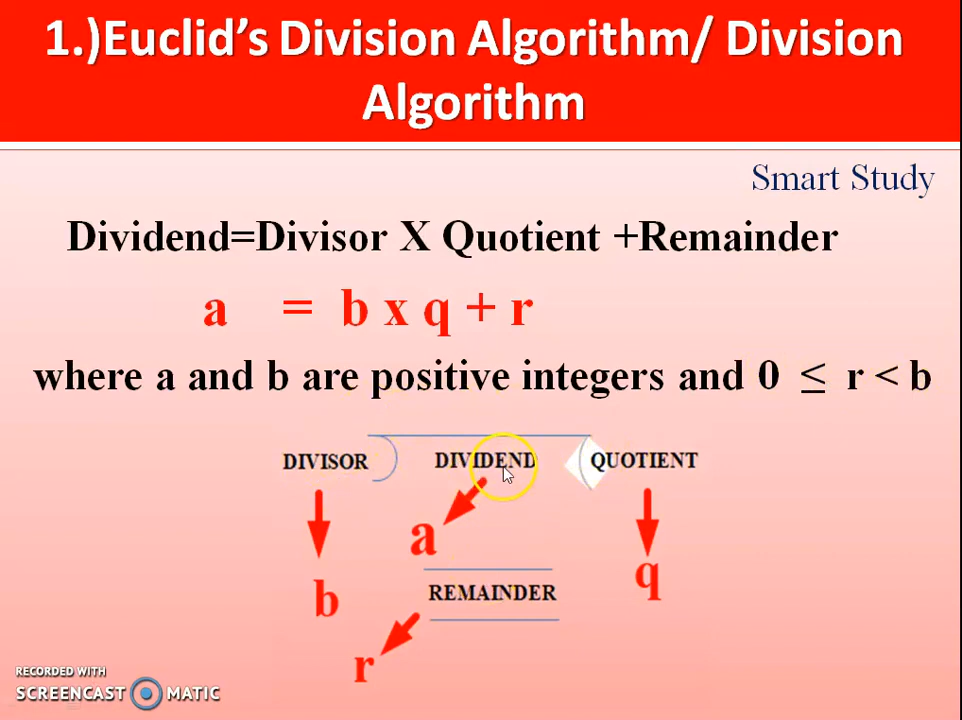 1.)Euclid's Division Algorithm/ Division
Algorithm
Smart Study
Dividend=Divisor X Quotient +Remainder
a = b x q + r
where a and b are positive integers and 0 ≤ r < b
DIVISOR DIVIDEND QUOTIENT
a
b
q
REMAINDER
r
RECORDED WITH
SCREENCAST MATIC